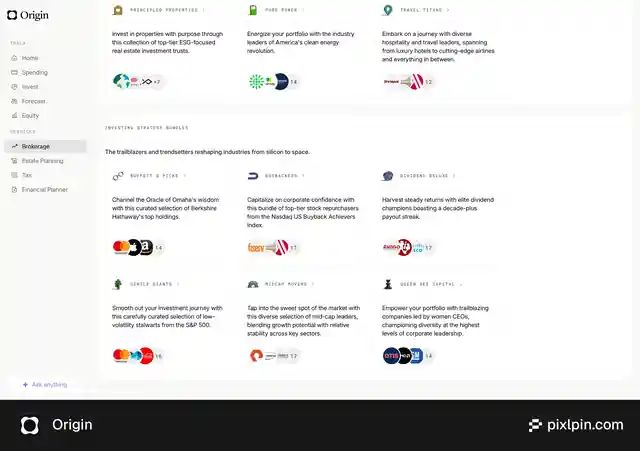 Origin
TOOLS
Home
Spending
Invest
Forecast
Equity
SERVICES
Brokerage
Estate Planning
Tax
Financial Planner
Ask anything
PRINCIPLED PROPERTIES
Invest in properties with purpose through
this collection of top-tier ESG-focused
real estate investment trusts.
+7
PURE POWER
Energize your portfolio with the industry
leaders of America's clean energy
revolution.
14
TRAVEL TITANS
Embark on a journey with diverse
hospitality and travel leaders, spanning
from luxury hotels to cutting-edge airlines
and everything in between.
12
INVESTING STRATEGY BUNDLES
The trailblazers and trendsetters reshaping industries from silicon to space.
BUFFETT'S PICKS
Channel the Oracle of Omaha's wisdom
with this curated selection of Berkshire
Hathaway's top holdings.
14
BUYBACKERS
Capitalize on corporate confidence with
this bundle of top-tier stock repurchasers
from the Nasdaq US Buyback Achievers
Index.
fiserv
11
DIVIDEND DELUXE
Harvest steady returns with elite dividend
champions boasting a decade-plus
payout streak.
17
GENTLE GIANTS
Smooth out your investment journey with
this carefully curated selection of low-
volatility stalwarts from the S&P 500.
16
MIDCAP MOVERS
Tap into the sweet spot of the market with
this diverse selection of mid-cap leaders,
blending growth potential with relative
stability across key sectors.
17
QUEEN BEE CAPITAL
Empower your portfolio with trailblazing
companies led by women CEOs,
championing diversity at the highest
levels of corporate leadership.
OTIS
14
Origin
pixlpin.com